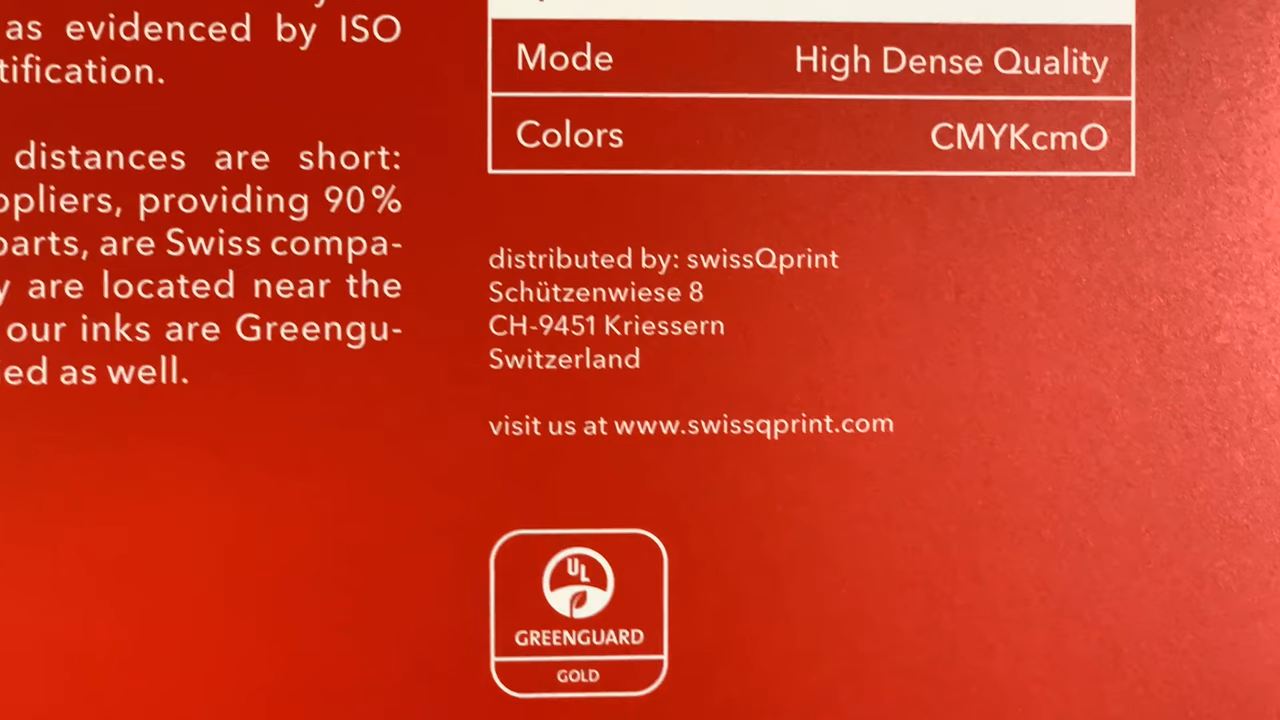 as evidenced by ISO
tification.
distances are short:
ppliers, providing 90 %
parts, are Swiss compa-
y are located near the
our inks are Greengu-
ed as well.
Mode High Dense Quality
Colors CMYKcmO
distributed by: swissQprint
Schützenwiese 8
CH-9451 Kriessern
Switzerland
visit us at www.swissqprint.com
UL
GREENGUARD
GOLD